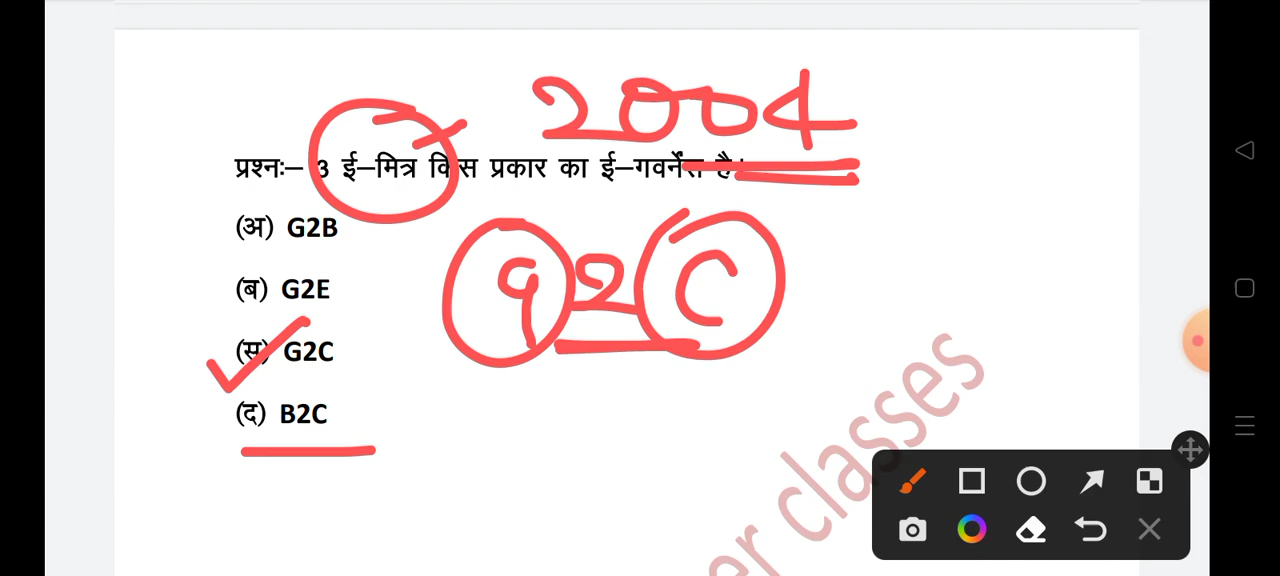 2004
प्रश्नः– 3 ई–मित्र किस प्रकार का ई–गवर्नेंस है।
(अ) G2B
G2C
(ब) G2E
(स) G2C
(द) B2C
er classes